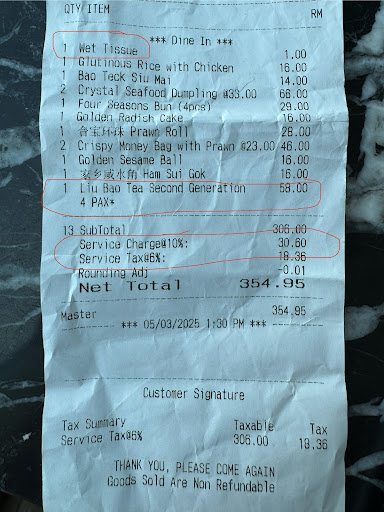 QTY ITEM RM
*** Dine In ***
1 Wet Tissue 1.00
1 Glutinous Rice with Chicken 16.00
1 Bao Teck Siu Mai 14.00
2 Crystal Seafood Dumpling @33.00 66.00
1 Four Seasons Bun (4pcs) 29.00
1 Golden Radish Cake 16.00
1 Prawn Roll 28.00
2 Crispy Money Bag with Prawn @23.00 46.00
1 Golden Sesame Ball 16.00
1 家乡咸水角 Ham Sui Gok 16.00
1 Liu Bao Tea Second Generation 58.00
4 PAX*
13 SubTotal 306.00
Service Charge@10%: 30.60
Service Tax@6%: 18.36
Rounding Adj -0.01
Net Total 354.95
Master 354.95
*** 05/03/2025 1:30 PM ***
Customer Signature
Tax Summary Taxable Tax
Service Tax@6% 306.00 18.36
THANK YOU, PLEASE COME AGAIN
Goods Sold Are Non Refundable